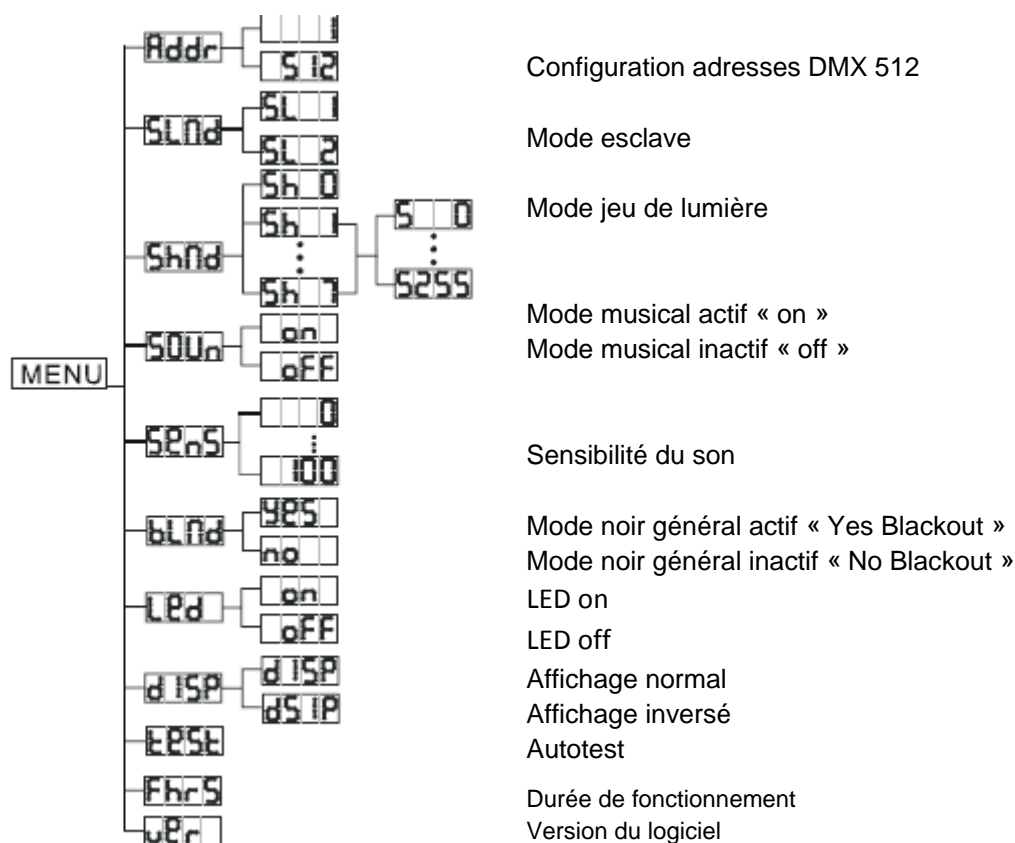 Addr
512
Configuration adresses DMX 512
SLMd
SL 1
SL 2
Mode esclave
ShMd
Sh 0
Sh 1
Sh 7
S 0
S255
Mode jeu de lumière
SOUn
on
oFF
Mode musical actif « on »
Mode musical inactif « off »
MENU
SenS
0
100
Sensibilité du son
bLMd
yes
no
Mode noir général actif « Yes Blackout »
Mode noir général inactif « No Blackout »
Led
on
oFF
LED on
LED off
dISP
dISP
dSIP
Affichage normal
Affichage inversé
teSt
Autotest
FhrS
Durée de fonctionnement
ver
Version du logiciel